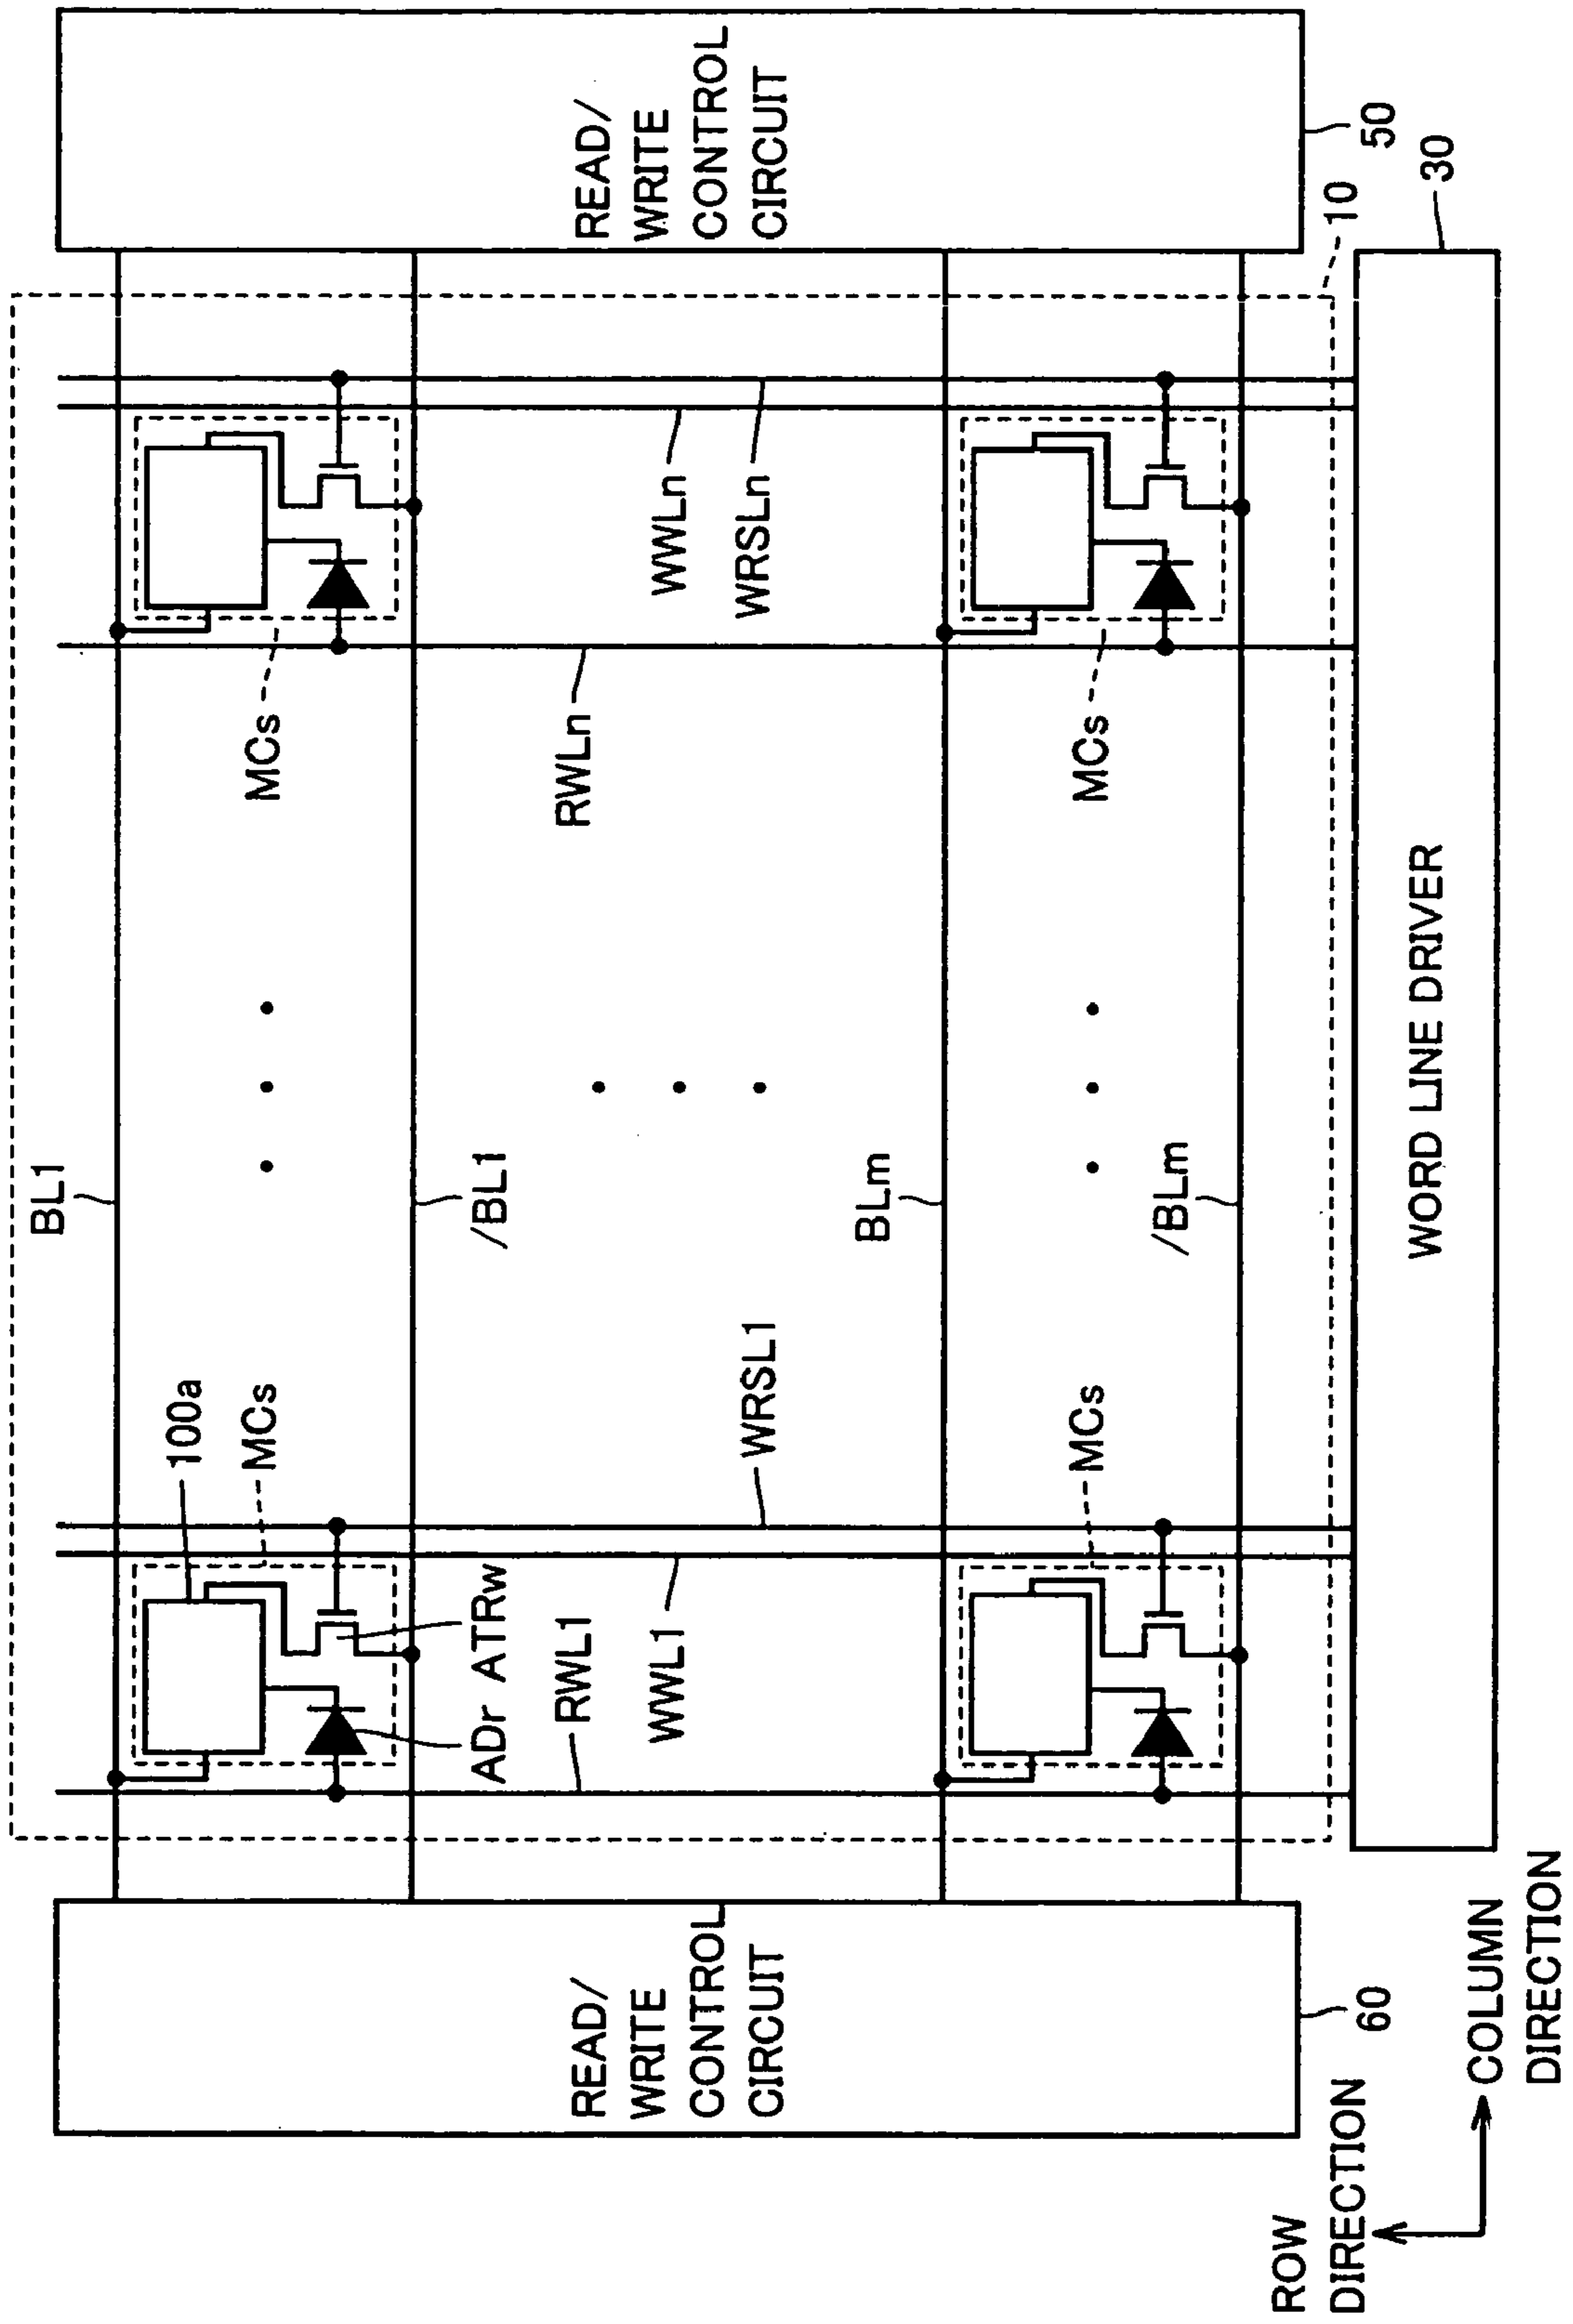 BL1
100a
MCs
MCs
ADr ATRw
/BL1
RWL1
RWLn
READ/
WRITE
CONTROL
CIRCUIT
READ/
WRITE
CONTROL
CIRCUIT
WWL1
WWLn
WRSL1
WRSLn
BLm
MCs
MCs
/BLm
10
60
50
30
WORD LINE DRIVER
ROW
DIRECTION
COLUMN
DIRECTION